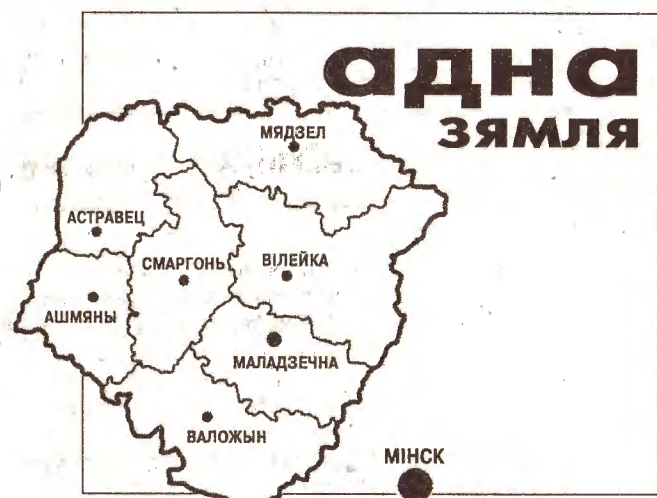 адна
зямля
МЯДЗЕЛ
АСТРАВЕЦ
СМАРГОНЬ
ВІЛЕЙКА
АШМЯНЫ
МАЛАДЗЕЧНА
ВАЛОЖЫН
МІНСК